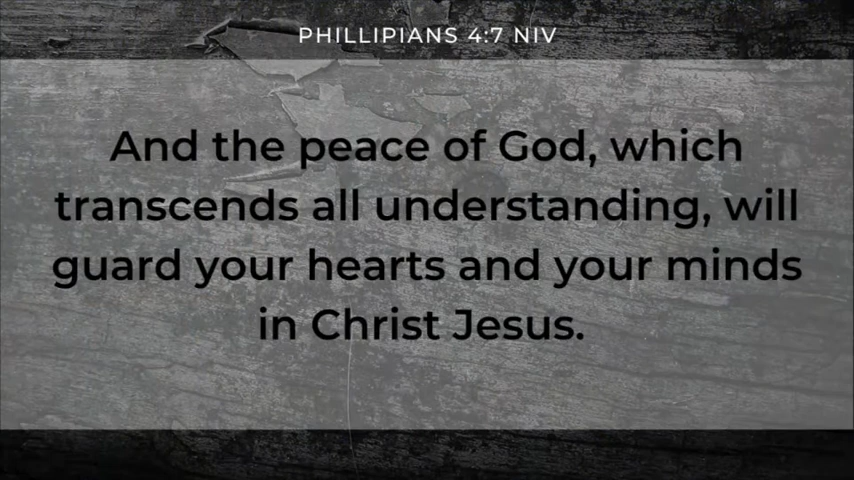 PHILLIPIANS 4:7 NIV
And the peace of God, which
transcends all understanding, will
guard your hearts and your minds
in Christ Jesus.